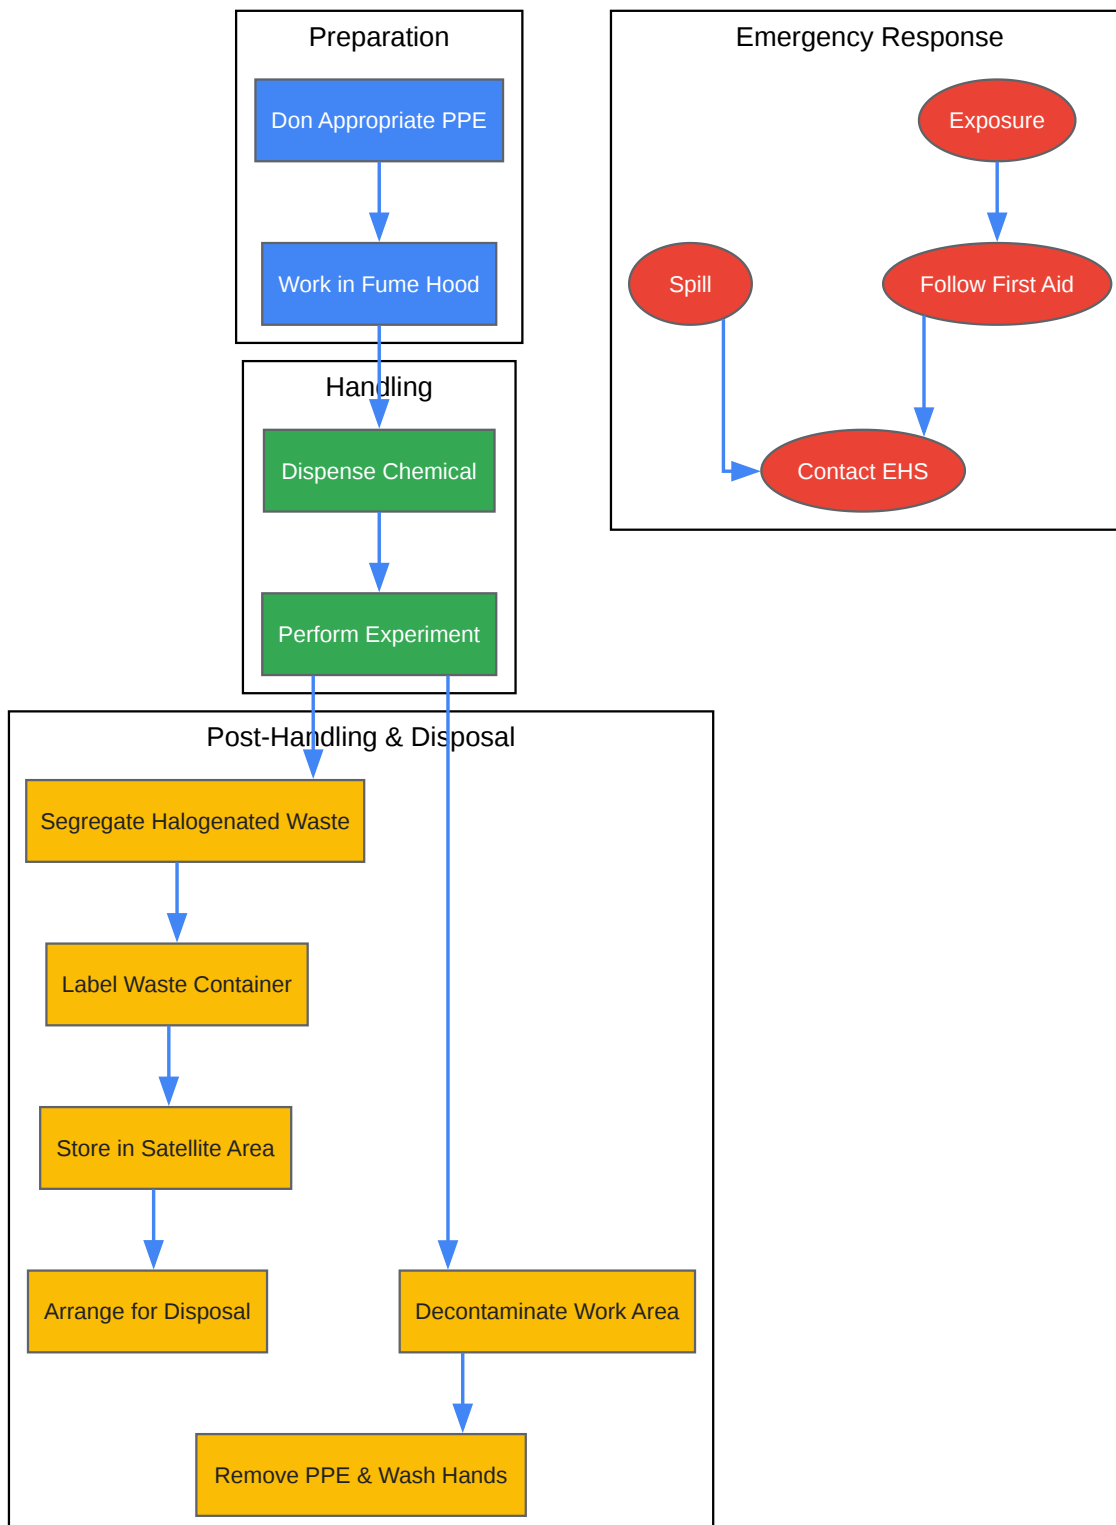 Preparation
Don Appropriate PPE
Work in Fume Hood
Handling
Dispense Chemical
Perform Experiment
Post-Handling & Disposal
Segregate Halogenated Waste
Label Waste Container
Store in Satellite Area
Arrange for Disposal
Decontaminate Work Area
Remove PPE & Wash Hands
Emergency Response
Exposure
Spill
Follow First Aid
Contact EHS